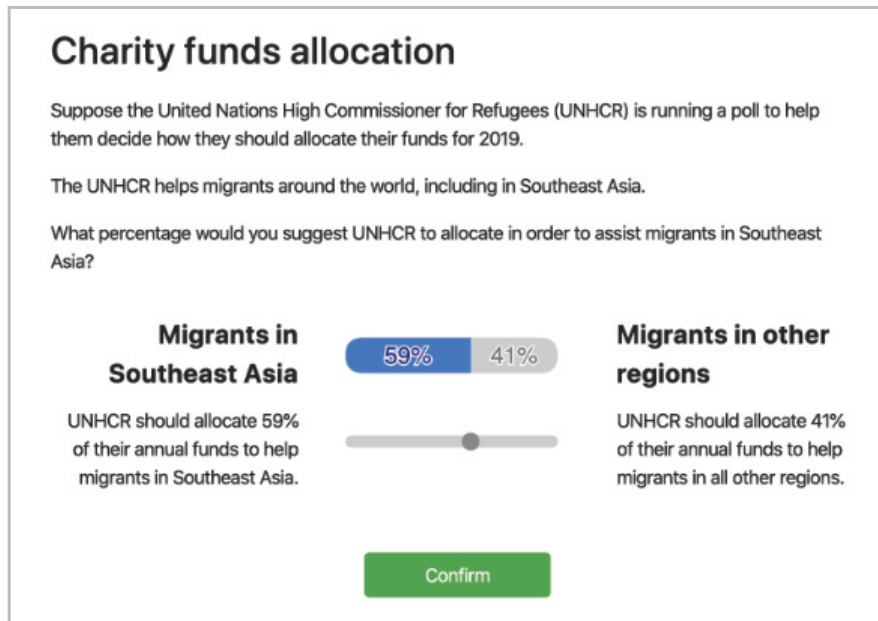 Charity funds allocation
Suppose the United Nations High Commissioner for Refugees (UNHCR) is running a poll to help
them decide how they should allocate their funds for 2019.
The UNHCR helps migrants around the world, including in Southeast Asia.
What percentage would you suggest UNHCR to allocate in order to assist migrants in Southeast
Asia?
Migrants in
Southeast Asia
UNHCR should allocate 59%
of their annual funds to help
migrants in Southeast Asia.
59% 41%
Migrants in other
regions
UNHCR should allocate 41%
of their annual funds to help
migrants in all other regions.
Confirm